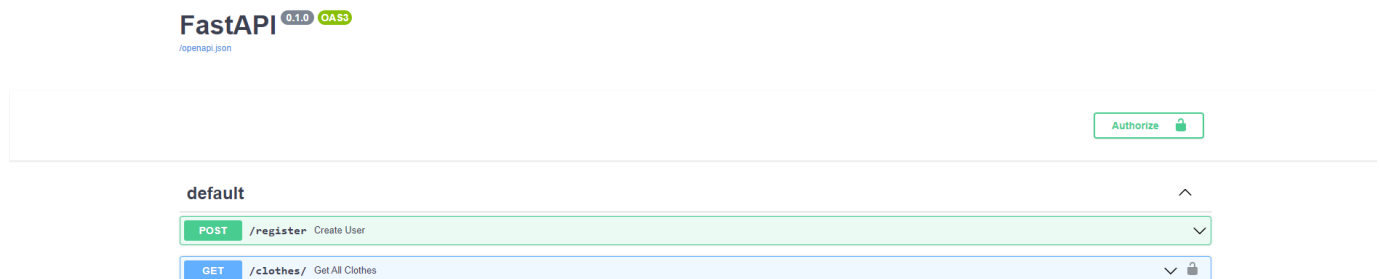 FastAPI 0.1.0 OAS3
/openapi.json
Authorize
default
POST /register Create User
GET /clothes/ Get All Clothes